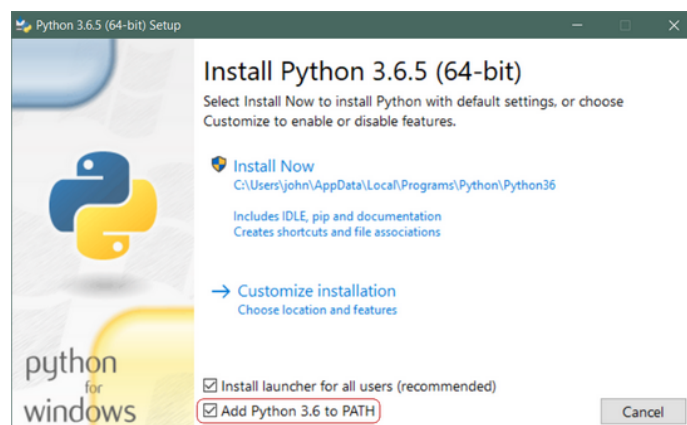 Python 3.6.5 (64-bit) Setup
Install Python 3.6.5 (64-bit)
Select Install Now to install Python with default settings, or choose
Customize to enable or disable features.
Install Now
C:\Users\john\AppData\Local\Programs\Python\Python36
Includes IDLE, pip and documentation
Creates shortcuts and file associations
Customize installation
Choose location and features
python
for
windows
Install launcher for all users (recommended)
Add Python 3.6 to PATH
Cancel